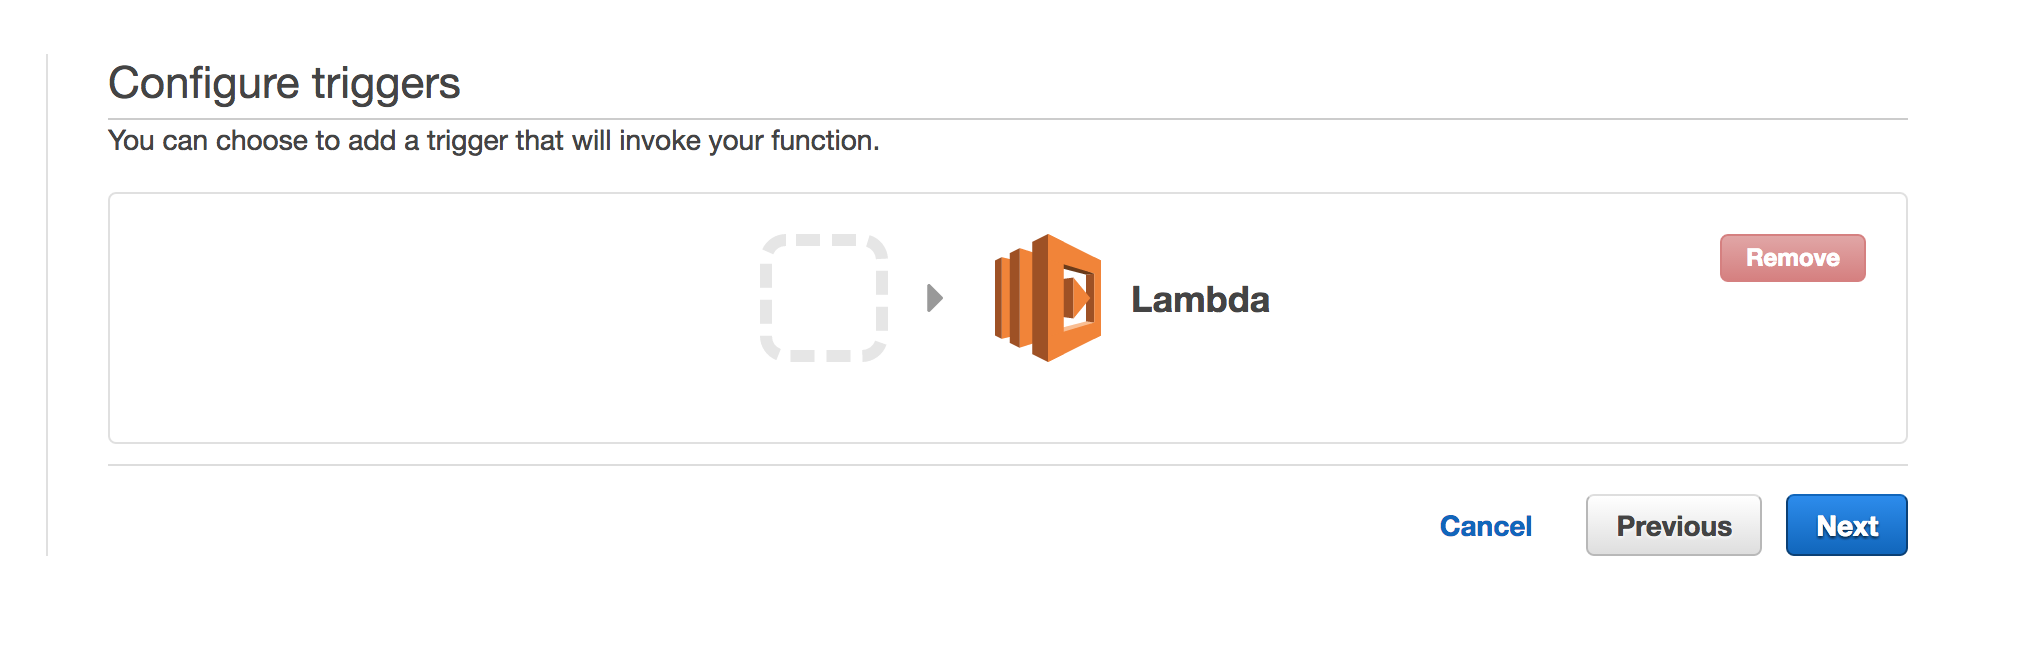 Configure triggers
You can choose to add a trigger that will invoke your function.
Remove
Lambda
Cancel
Previous
Next